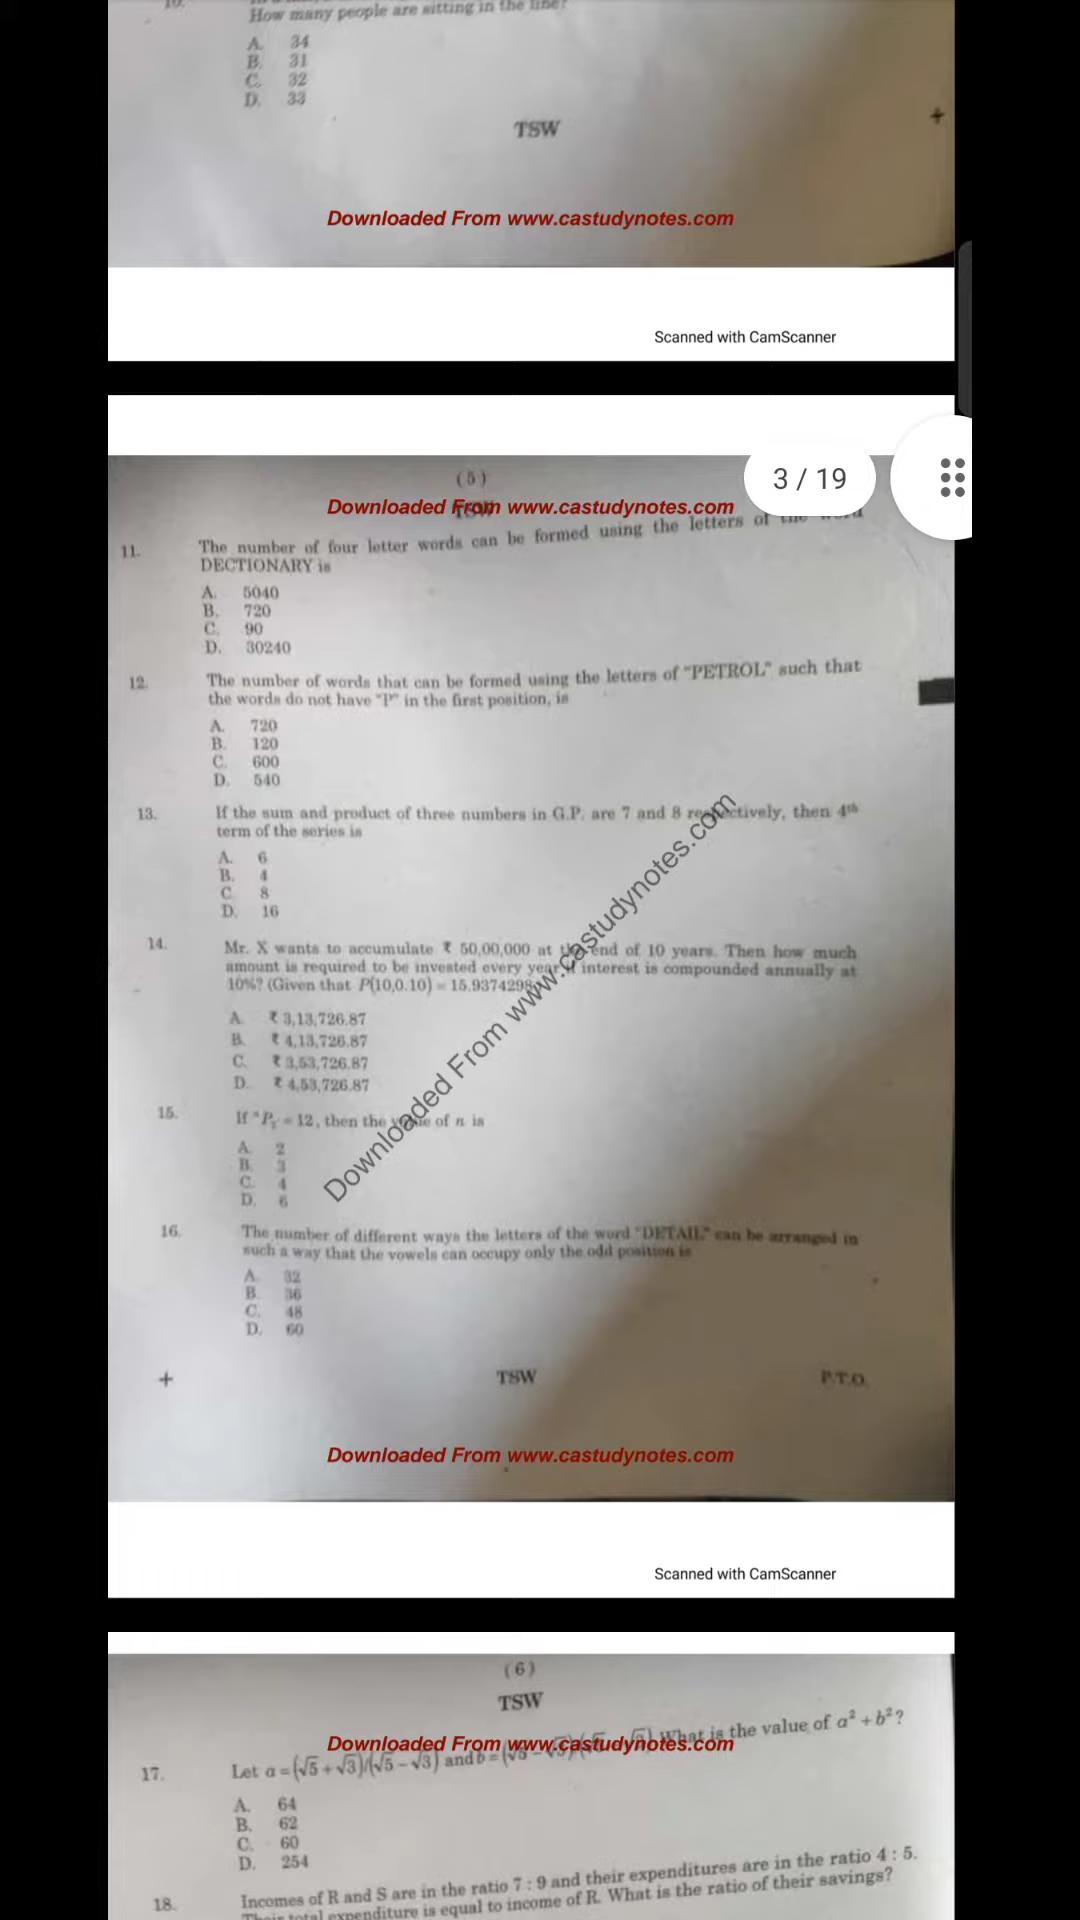 10.
How many people are sitting in the line?
A. 34
B. 31
C. 32
D. 33
TSW
+
Downloaded From www.castudynotes.com
Scanned with CamScanner
3 / 19
(5)
Downloaded From www.castudynotes.com
TSW
11. The number of four letter words can be formed using the letters of the word
DECTIONARY is
A. 5040
B. 720
C. 90
D. 30240
12. The number of words that can be formed using the letters of "PETROL" such that
the words do not have "P" in the first position, is
A. 720
B. 120
C. 600
D. 540
13. If the sum and product of three numbers in G.P. are 7 and 8 respectively, then 4th
term of the series is
A. 6
B. 4
C. 8
D. 16
14. Mr. X wants to accumulate ₹ 50,00,000 at the end of 10 years. Then how much
amount is required to be invested every year if interest is compounded annually at
10%? (Given that P(10,0.10) = 15.9374298)
A. ₹ 3,13,726.87
B. ₹ 4,13,726.87
C. ₹ 3,53,726.87
D. ₹ 4,53,726.87
15. If ⁿP₂ = 12, then the value of n is
A. 2
B. 3
C. 4
D. 6
16. The number of different ways the letters of the word "DETAIL" can be arranged in
such a way that the vowels can occupy only the odd position is
A. 32
B. 36
C. 48
D. 60
Downloaded From www.castudynotes.com
+ TSW P.T.O.
Downloaded From www.castudynotes.com
Scanned with CamScanner
(6)
TSW
Downloaded From www.castudynotes.com
17. Let a = (√5 + √3)/(√5 − √3) and b = (√5 − √3) What is the value of a² + b²?
A. 64
B. 62
C. 60
D. 254
18. Incomes of R and S are in the ratio 7 : 9 and their expenditures are in the ratio 4 : 5.
Their total expenditure is equal to income of R. What is the ratio of their savings?